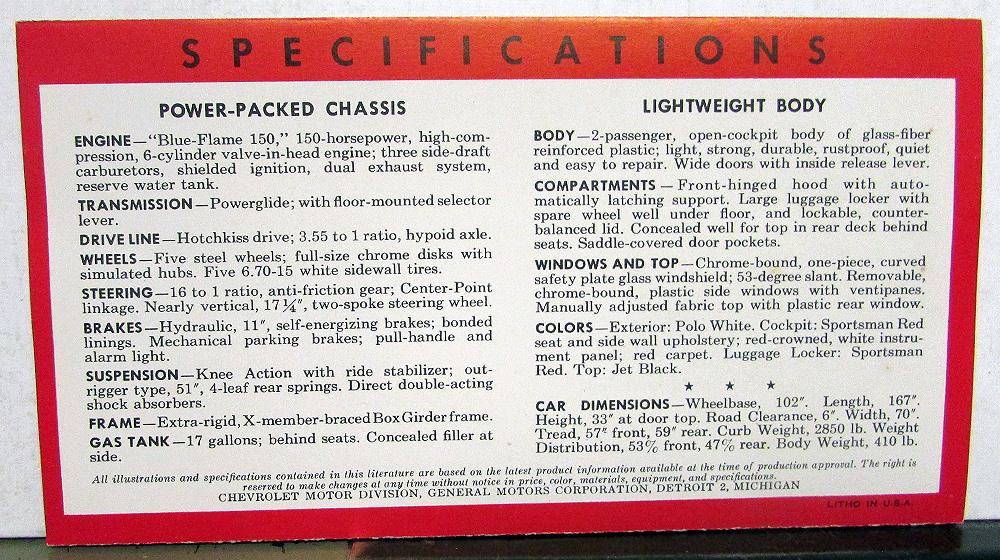 SPECIFICATIONS
POWER-PACKED CHASSIS
ENGINE—"Blue-Flame 150," 150-horsepower, high-com-
pression, 6-cylinder valve-in-head engine; three side-draft
carburetors, shielded ignition, dual exhaust system,
reserve water tank.
TRANSMISSION—Powerglide; with floor-mounted selector
lever.
DRIVE LINE—Hotchkiss drive; 3.55 to 1 ratio, hypoid axle.
WHEELS—Five steel wheels; full-size chrome disks with
simulated hubs. Five 6.70-15 white sidewall tires.
STEERING—16 to 1 ratio, anti-friction gear; Center-Point
linkage. Nearly vertical, 17¼″, two-spoke steering wheel.
BRAKES—Hydraulic, 11″, self-energizing brakes; bonded
linings. Mechanical parking brakes; pull-handle and
alarm light.
SUSPENSION—Knee Action with ride stabilizer; out-
rigger type, 51″, 4-leaf rear springs. Direct double-acting
shock absorbers.
FRAME—Extra-rigid, X-member-braced Box Girder frame.
GAS TANK—17 gallons; behind seats. Concealed filler at
side.
LIGHTWEIGHT BODY
BODY—2-passenger, open-cockpit body of glass-fiber
reinforced plastic; light, strong, durable, rustproof, quiet
and easy to repair. Wide doors with inside release lever.
COMPARTMENTS—Front-hinged hood with auto-
matically latching support. Large luggage locker with
spare wheel well under floor, and lockable, counter-
balanced lid. Concealed well for top in rear deck behind
seats. Saddle-covered door pockets.
WINDOWS AND TOP—Chrome-bound, one-piece, curved
safety plate glass windshield; 53-degree slant. Removable,
chrome-bound, plastic side windows with ventipanes.
Manually adjusted fabric top with plastic rear window.
COLORS—Exterior: Polo White. Cockpit: Sportsman Red
seat and side wall upholstery; red-crowned, white instru-
ment panel; red carpet. Luggage Locker: Sportsman
Red. Top: Jet Black.
★ ★ ★
CAR DIMENSIONS—Wheelbase, 102″. Length, 167″.
Height, 33″ at door top. Road Clearance, 6″. Width, 70″.
Tread, 57″ front, 59″ rear. Curb Weight, 2850 lb. Weight
Distribution, 53% front, 47% rear. Body Weight, 410 lb.
All illustrations and specifications contained in this literature are based on the latest product information available at the time of production approval. The right is
reserved to make changes at any time without notice in price, color, materials, equipment, and specifications.
CHEVROLET MOTOR DIVISION, GENERAL MOTORS CORPORATION, DETROIT 2, MICHIGAN
LITHO IN U.S.A.